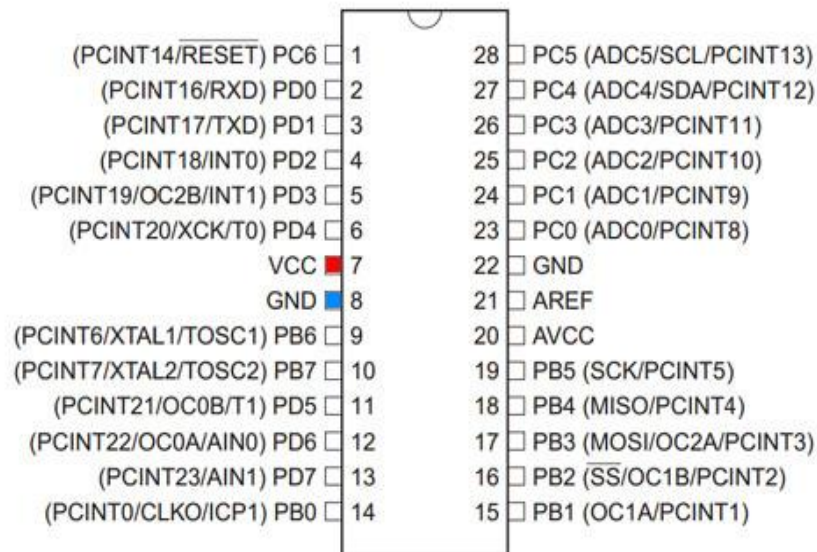 (PCINT14/RESET) PC6 1 28 PC5 (ADC5/SCL/PCINT13)
(PCINT16/RXD) PD0 2 27 PC4 (ADC4/SDA/PCINT12)
(PCINT17/TXD) PD1 3 26 PC3 (ADC3/PCINT11)
(PCINT18/INT0) PD2 4 25 PC2 (ADC2/PCINT10)
(PCINT19/OC2B/INT1) PD3 5 24 PC1 (ADC1/PCINT9)
(PCINT20/XCK/T0) PD4 6 23 PC0 (ADC0/PCINT8)
VCC 7 22 GND
GND 8 21 AREF
(PCINT6/XTAL1/TOSC1) PB6 9 20 AVCC
(PCINT7/XTAL2/TOSC2) PB7 10 19 PB5 (SCK/PCINT5)
(PCINT21/OC0B/T1) PD5 11 18 PB4 (MISO/PCINT4)
(PCINT22/OC0A/AIN0) PD6 12 17 PB3 (MOSI/OC2A/PCINT3)
(PCINT23/AIN1) PD7 13 16 PB2 (SS/OC1B/PCINT2)
(PCINT0/CLKO/ICP1) PB0 14 15 PB1 (OC1A/PCINT1)